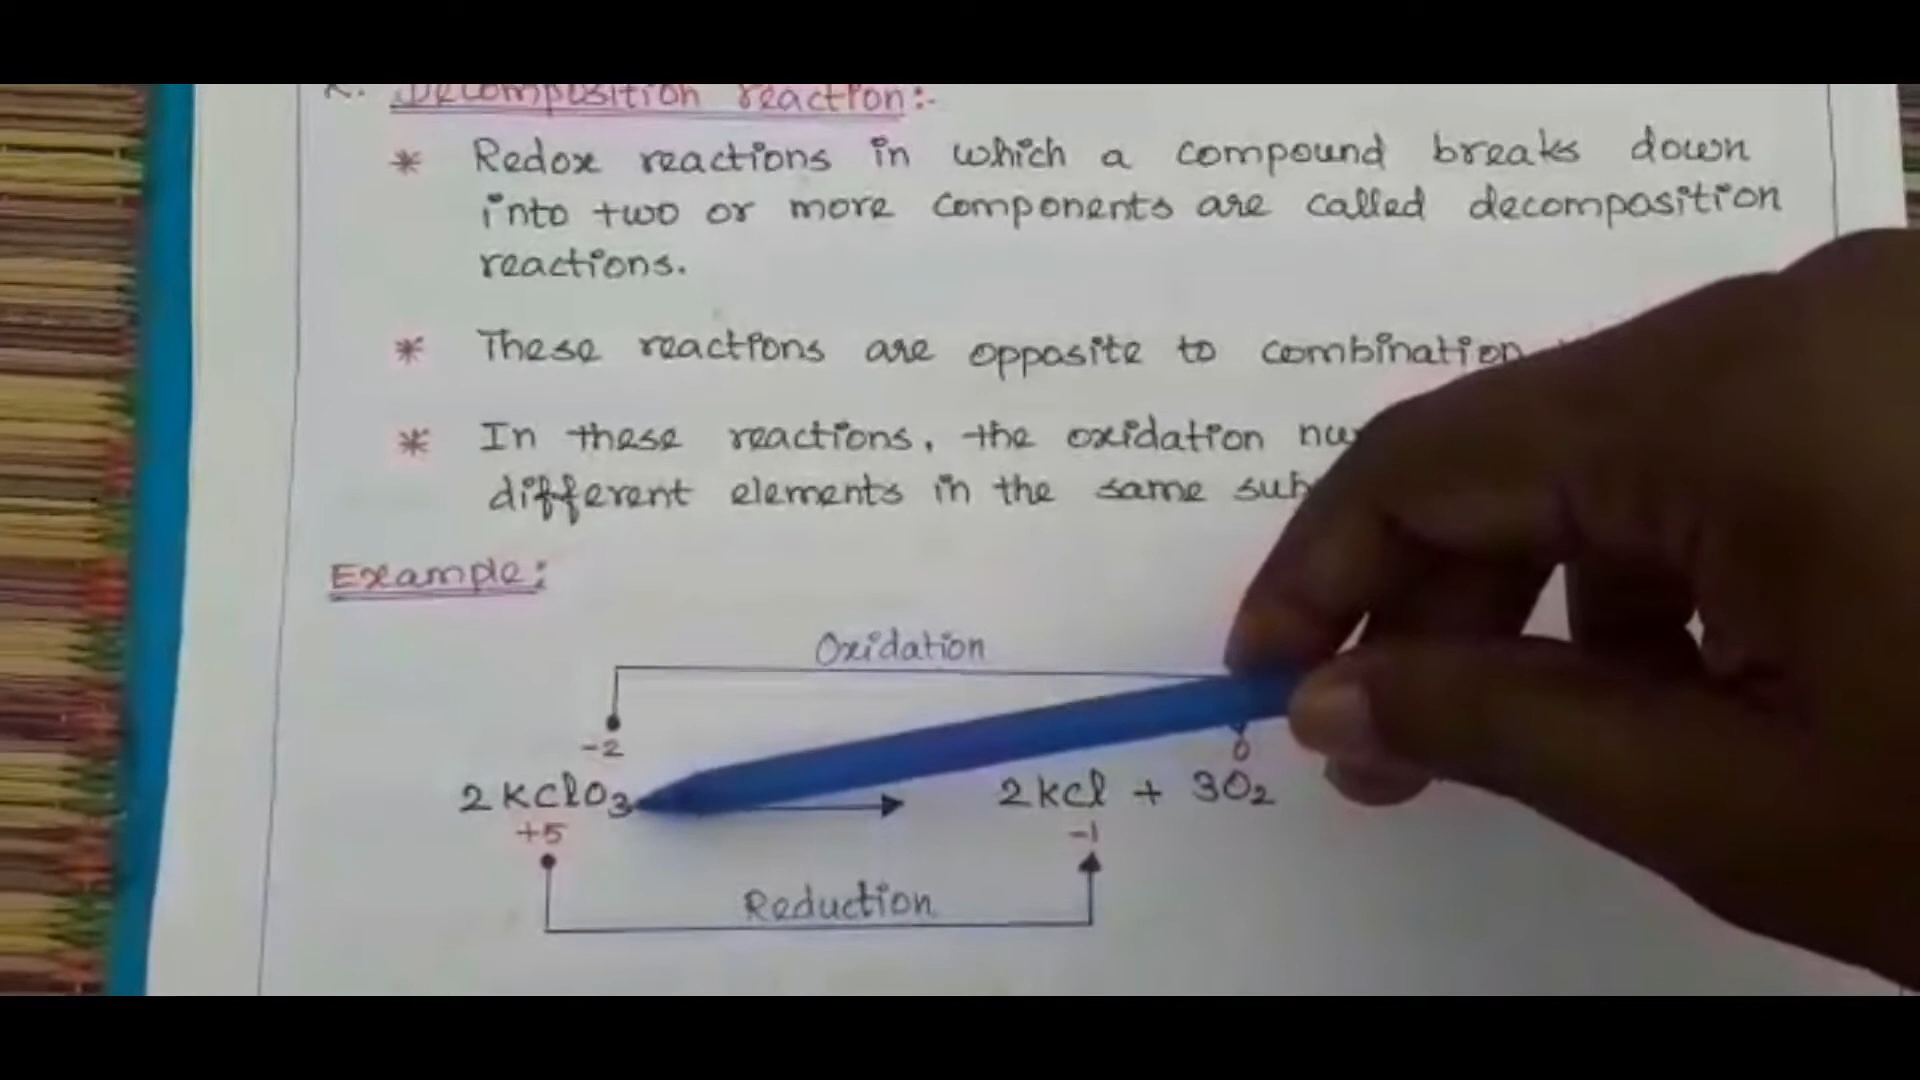 Decomposition reaction:-
* Redox reactions in which a compound breaks down
into two or more components are called decomposition
reactions.
* These reactions are opposite to combination
* In these reactions, the oxidation
different elements in the same
Example:
Oxidation
-2 0
2KClO3 → 2KCl + 3O2
+5 -1
Reduction